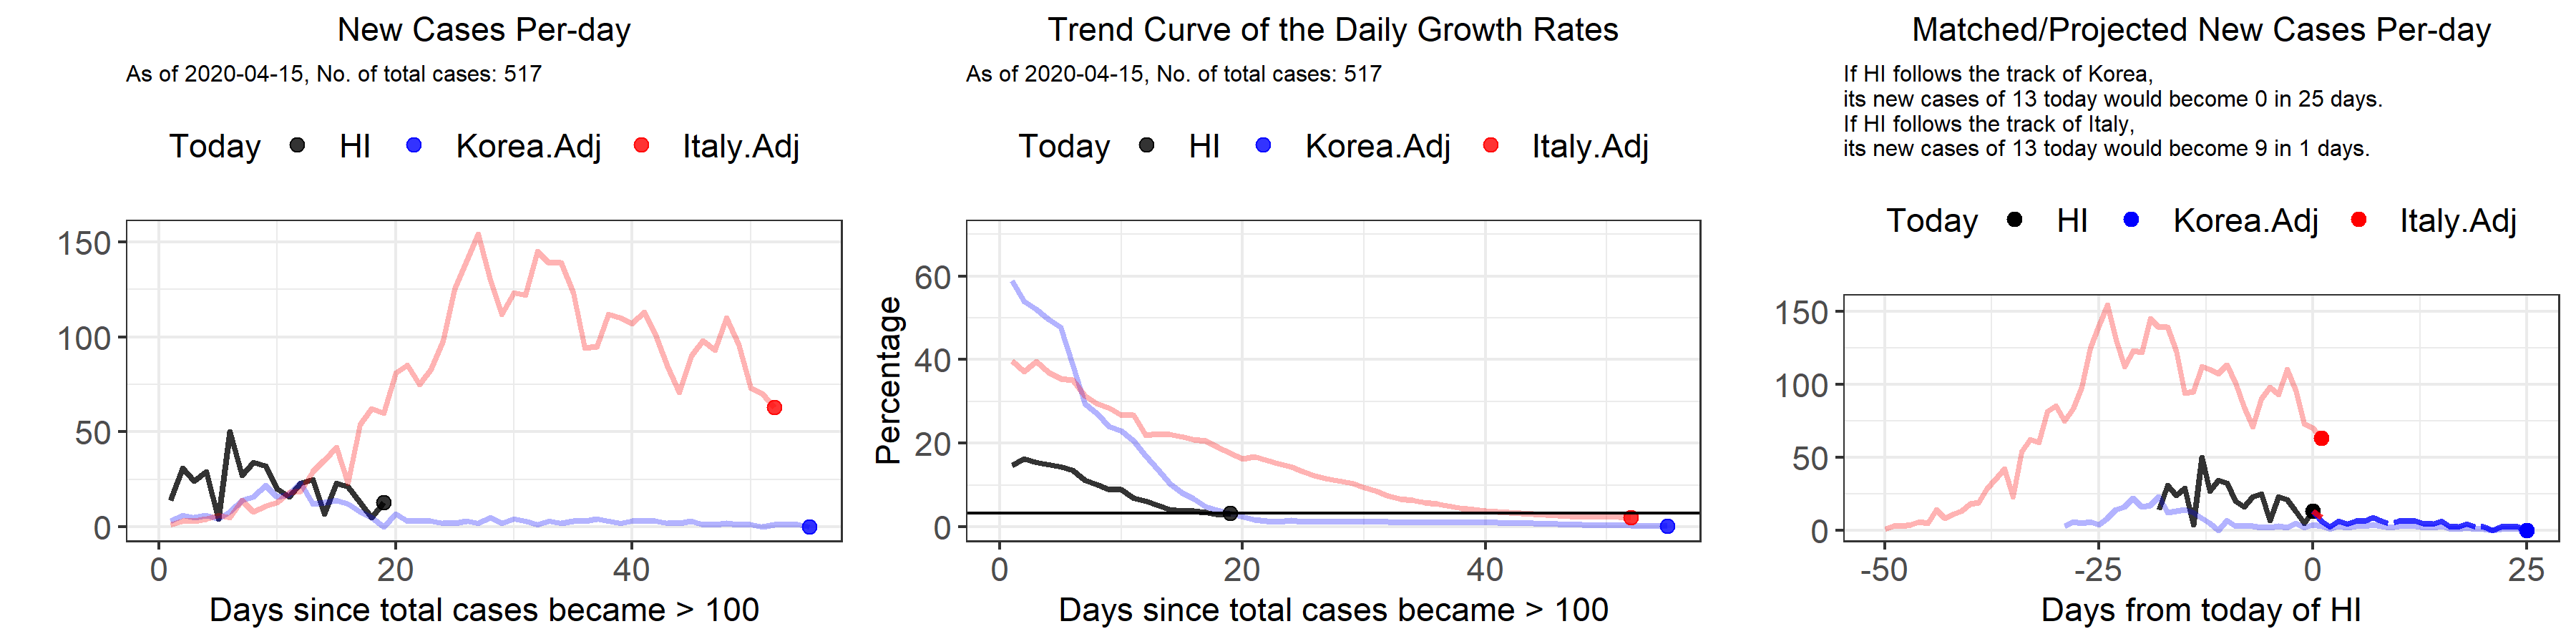 New Cases Per-day
As of 2020-04-15, No. of total cases: 517
Today HI Korea.Adj Italy.Adj
150
100
50
0
0 20 40
Days since total cases became > 100
Trend Curve of the Daily Growth Rates
As of 2020-04-15, No. of total cases: 517
Today HI Korea.Adj Italy.Adj
Percentage
60
40
20
0
0 20 40
Days since total cases became > 100
Matched/Projected New Cases Per-day
If HI follows the track of Korea,
its new cases of 13 today would become 0 in 25 days.
If HI follows the track of Italy,
its new cases of 13 today would become 9 in 1 days.
Today HI Korea.Adj Italy.Adj
150
100
50
0
-50 -25 0 25
Days from today of HI